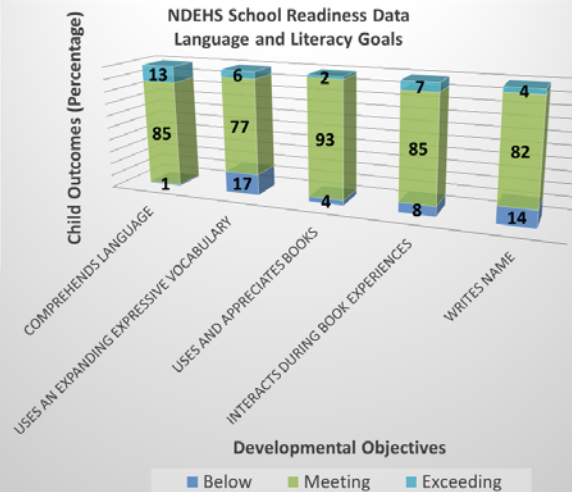 NDEHS School Readiness Data
Language and Literacy Goals
Child Outcomes (Percentage)
13
6
2
7
4
85
77
93
85
82
1
17
4
8
14
COMPREHENDS LANGUAGE
USES AN EXPANDING EXPRESSIVE VOCABULARY
USES AND APPRECIATES BOOKS
INTERACTS DURING BOOK EXPERIENCES
WRITES NAME
Developmental Objectives
Below Meeting Exceeding